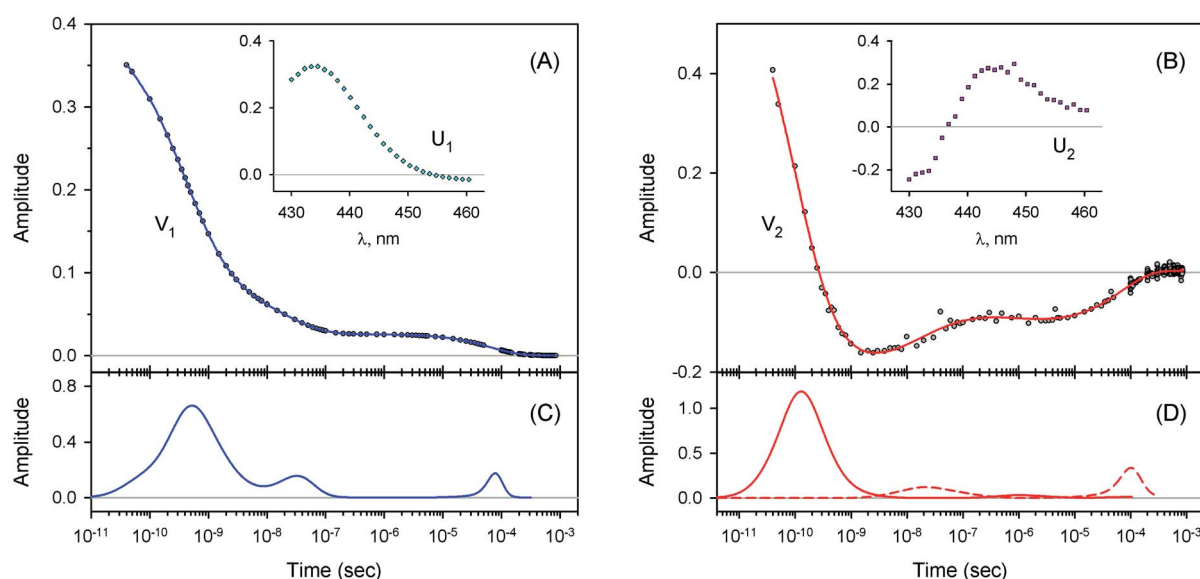 (A)
Amplitude
0.4
0.3
0.2
0.1
0.0
V1
0.4
0.2
0.0
U1
430 440 450 460
λ, nm
(B)
Amplitude
0.4
0.2
0.0
-0.2
V2
0.4
0.2
0.0
-0.2
U2
430 440 450 460
λ, nm
(C)
Amplitude
0.8
0.4
0.0
10-11 10-10 10-9 10-8 10-7 10-6 10-5 10-4 10-3
Time (sec)
(D)
Amplitude
1.0
0.5
0.0
10-11 10-10 10-9 10-8 10-7 10-6 10-5 10-4 10-3
Time (sec)